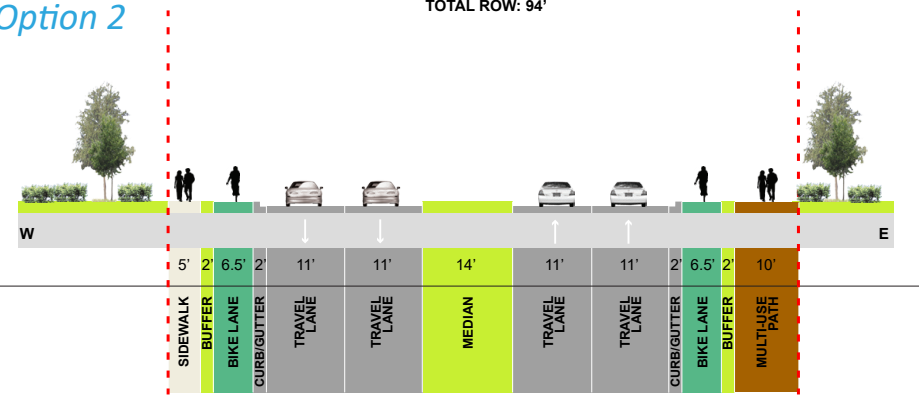 Option 2
TOTAL ROW: 94'
W
E
5'
2'
6.5'
2'
11'
11'
14'
11'
11'
2'
6.5'
2'
10'
SIDEWALK
BUFFER
BIKE LANE
CURB/GUTTER
TRAVEL
LANE
TRAVEL
LANE
MEDIAN
TRAVEL
LANE
TRAVEL
LANE
CURB/GUTTER
BIKE LANE
BUFFER
MULTI-USE
PATH